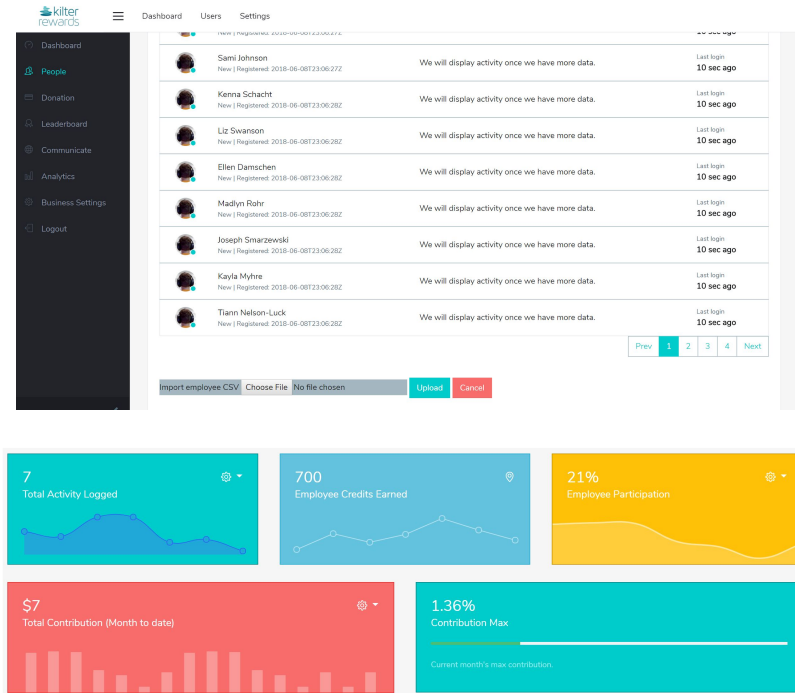 kilter
rewards
Dashboard Users Settings
Dashboard
People
Donation
Leaderboard
Communicate
Analytics
Business Settings
Logout
Sami Johnson
New | Registered: 2018-06-08T23:06:27Z
We will display activity once we have more data.
Last login
10 sec ago
Kenna Schacht
New | Registered: 2018-06-08T23:06:28Z
We will display activity once we have more data.
Last login
10 sec ago
Liz Swanson
New | Registered: 2018-06-08T23:06:28Z
We will display activity once we have more data.
Last login
10 sec ago
Ellen Damschen
New | Registered: 2018-06-08T23:06:28Z
We will display activity once we have more data.
Last login
10 sec ago
Madlyn Rohr
New | Registered: 2018-06-08T23:06:28Z
We will display activity once we have more data.
Last login
10 sec ago
Joseph Smarzewski
New | Registered: 2018-06-08T23:06:28Z
We will display activity once we have more data.
Last login
10 sec ago
Kayla Myhre
New | Registered: 2018-06-08T23:06:28Z
We will display activity once we have more data.
Last login
10 sec ago
Tiann Nelson-Luck
New | Registered: 2018-06-08T23:06:28Z
We will display activity once we have more data.
Last login
10 sec ago
Prev 1 2 3 4 Next
Import employee CSV Choose File No file chosen Upload Cancel
7
Total Activity Logged
700
Employee Credits Earned
21%
Employee Participation
$7
Total Contribution (Month to date)
1.36%
Contribution Max
Current month's max contribution.